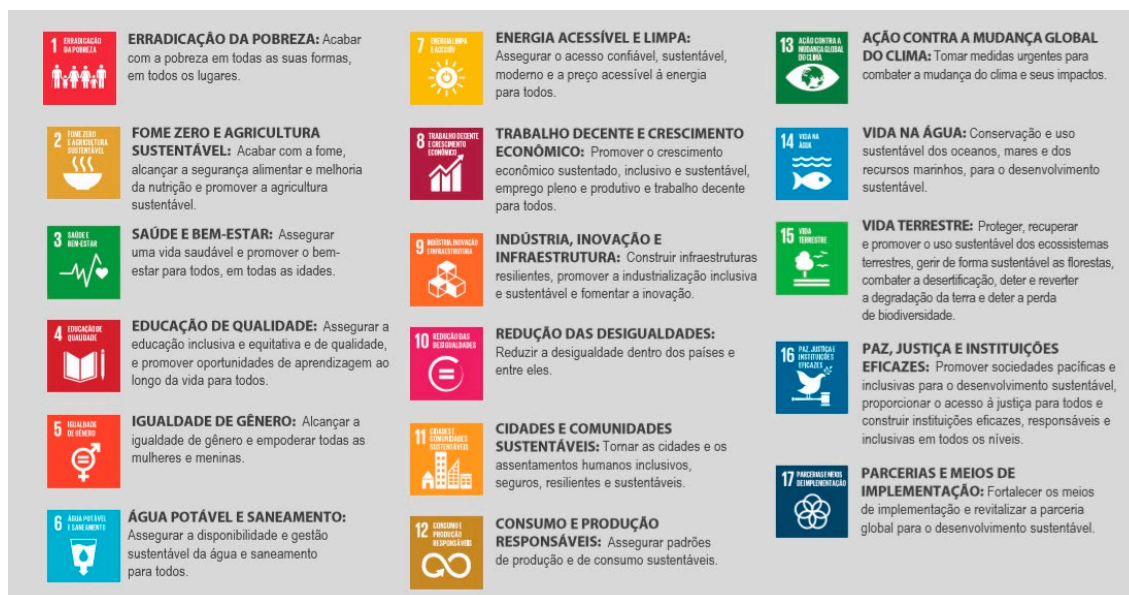 1 ERRADICAÇÃO
DA POBREZA
ERRADICAÇÃO DA POBREZA: Acabar
com a pobreza em todas as suas formas,
em todos os lugares.
2 FOME ZERO
E AGRICULTURA
SUSTENTÁVEL
FOME ZERO E AGRICULTURA
SUSTENTÁVEL: Acabar com a fome,
alcançar a segurança alimentar e melhoria
da nutrição e promover a agricultura
sustentável.
3 SAÚDE E
BEM-ESTAR
SAÚDE E BEM-ESTAR: Assegurar
uma vida saudável e promover o bem-
estar para todos, em todas as idades.
4 EDUCAÇÃO DE
QUALIDADE
EDUCAÇÃO DE QUALIDADE: Assegurar a
educação inclusiva e equitativa e de qualidade,
e promover oportunidades de aprendizagem ao
longo da vida para todos.
5 IGUALDADE
DE GÊNERO
IGUALDADE DE GÊNERO: Alcançar a
igualdade de gênero e empoderar todas as
mulheres e meninas.
6 ÁGUA POTÁVEL
E SANEAMENTO
ÁGUA POTÁVEL E SANEAMENTO:
Assegurar a disponibilidade e gestão
sustentável da água e saneamento
para todos.
7 ENERGIA LIMPA
E ACESSÍVEL
ENERGIA ACESSÍVEL E LIMPA:
Assegurar o acesso confiável, sustentável,
moderno e a preço acessível à energia
para todos.
8 TRABALHO DECENTE
E CRESCIMENTO
ECONÔMICO
TRABALHO DECENTE E CRESCIMENTO
ECONÔMICO: Promover o crescimento
econômico sustentado, inclusivo e sustentável,
emprego pleno e produtivo e trabalho decente
para todos.
9 INDÚSTRIA, INOVAÇÃO
E INFRAESTRUTURA
INDÚSTRIA, INOVAÇÃO E
INFRAESTRUTURA: Construir infraestruturas
resilientes, promover a industrialização inclusiva
e sustentável e fomentar a inovação.
10 REDUÇÃO DAS
DESIGUALDADES
REDUÇÃO DAS DESIGUALDADES:
Reduzir a desigualdade dentro dos países e
entre eles.
11 CIDADES E
COMUNIDADES
SUSTENTÁVEIS
CIDADES E COMUNIDADES
SUSTENTÁVEIS: Tornar as cidades e os
assentamentos humanos inclusivos,
seguros, resilientes e sustentáveis.
12 CONSUMO E
PRODUÇÃO
RESPONSÁVEIS
CONSUMO E PRODUÇÃO
RESPONSÁVEIS: Assegurar padrões
de produção e de consumo sustentáveis.
13 AÇÃO CONTRA A
MUDANÇA GLOBAL
DO CLIMA
AÇÃO CONTRA A MUDANÇA GLOBAL
DO CLIMA: Tomar medidas urgentes para
combater a mudança do clima e seus impactos.
14 VIDA NA
ÁGUA
VIDA NA ÁGUA: Conservação e uso
sustentável dos oceanos, mares e dos
recursos marinhos, para o desenvolvimento
sustentável.
15 VIDA
TERRESTRE
VIDA TERRESTRE: Proteger, recuperar
e promover o uso sustentável dos ecossistemas
terrestres, gerir de forma sustentável as florestas,
combater a desertificação, deter e reverter
a degradação da terra e deter a perda
de biodiversidade.
16 PAZ, JUSTIÇA E
INSTITUIÇÕES
EFICAZES
PAZ, JUSTIÇA E INSTITUIÇÕES
EFICAZES: Promover sociedades pacíficas e
inclusivas para o desenvolvimento sustentável,
proporcionar o acesso à justiça para todos e
construir instituições eficazes, responsáveis e
inclusivas em todos os níveis.
17 PARCERIAS E MEIOS
DE IMPLEMENTAÇÃO
PARCERIAS E MEIOS DE
IMPLEMENTAÇÃO: Fortalecer os meios
de implementação e revitalizar a parceria
global para o desenvolvimento sustentável.